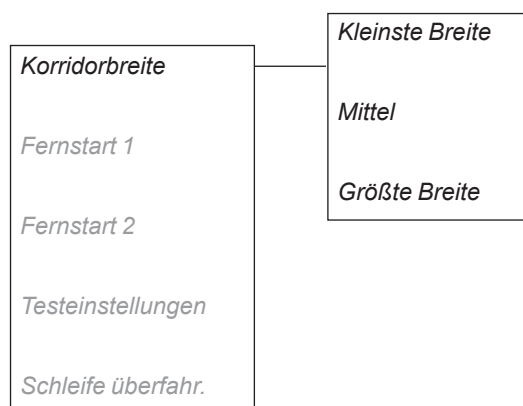 Korridorbreite
Fernstart 1
Fernstart 2
Testeinstellungen
Schleife überfahr.
Kleinste Breite
Mittel
Größte Breite